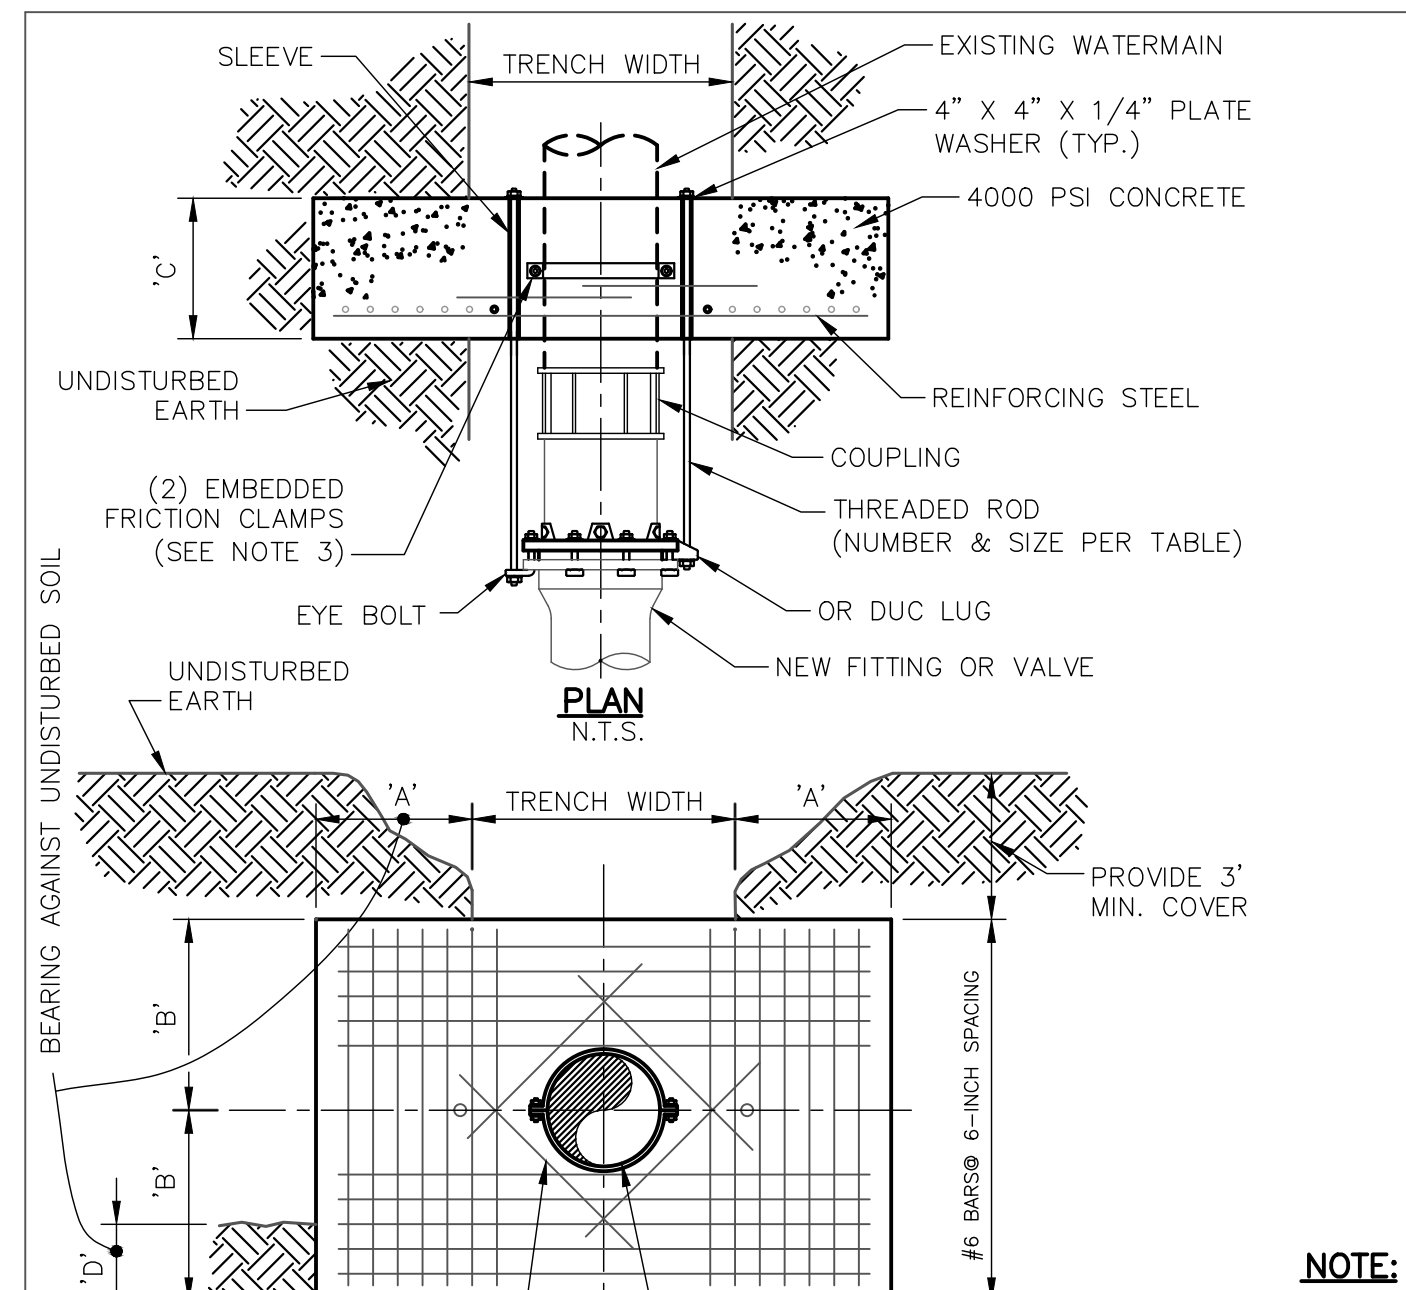 SLEEVE
TRENCH WIDTH
EXISTING WATERMAIN
4" X 4" X 1/4" PLATE
WASHER (TYP.)
4000 PSI CONCRETE
'C'
UNDISTURBED
EARTH
REINFORCING STEEL
COUPLING
(2) EMBEDDED
FRICTION CLAMPS
(SEE NOTE 3)
THREADED ROD
(NUMBER & SIZE PER TABLE)
EYE BOLT
OR DUC LUG
NEW FITTING OR VALVE
PLAN
N.T.S.
BEARING AGAINST UNDISTURBED SOIL
UNDISTURBED
EARTH
'A'
TRENCH WIDTH
'A'
PROVIDE 3'
MIN. COVER
'B'
'B'
'D'
#6 BARS@ 6-INCH SPACING
NOTE: